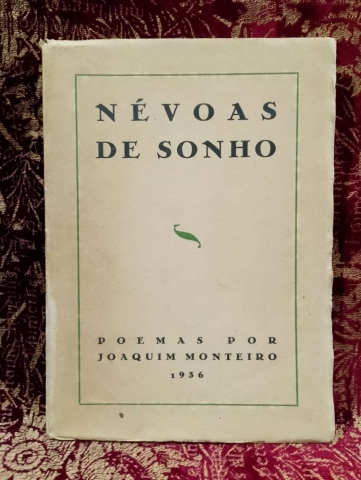 NÉVOAS
DE SONHO
POEMAS POR
JOAQUIM MONTEIRO
1936